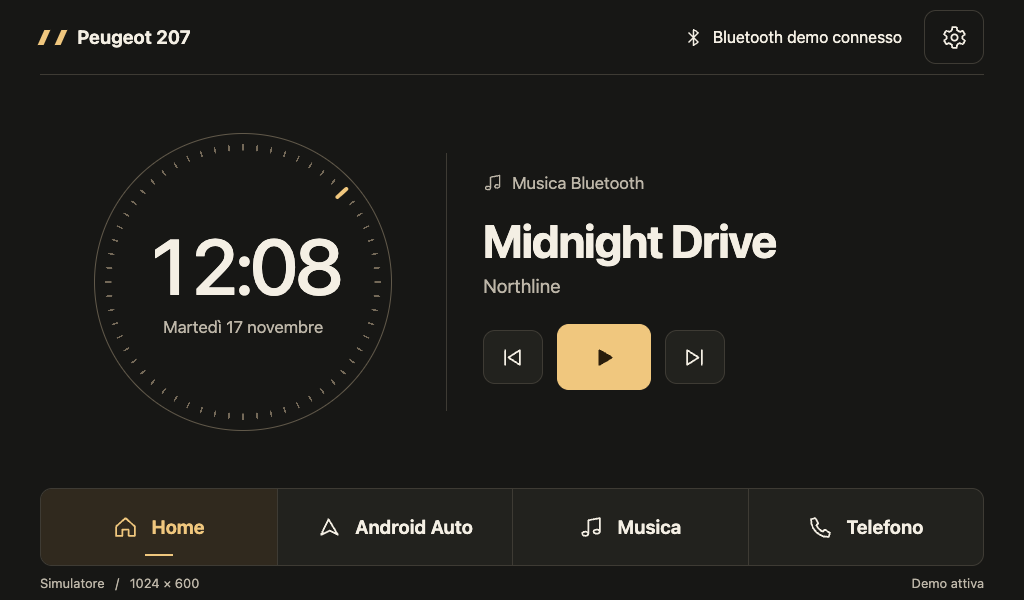 Peugeot 207
Bluetooth demo connesso
12:08
Martedì 17 novembre
Musica Bluetooth
Midnight Drive
Northline
Home
Android Auto
Musica
Telefono
Simulatore / 1024 × 600
Demo attiva